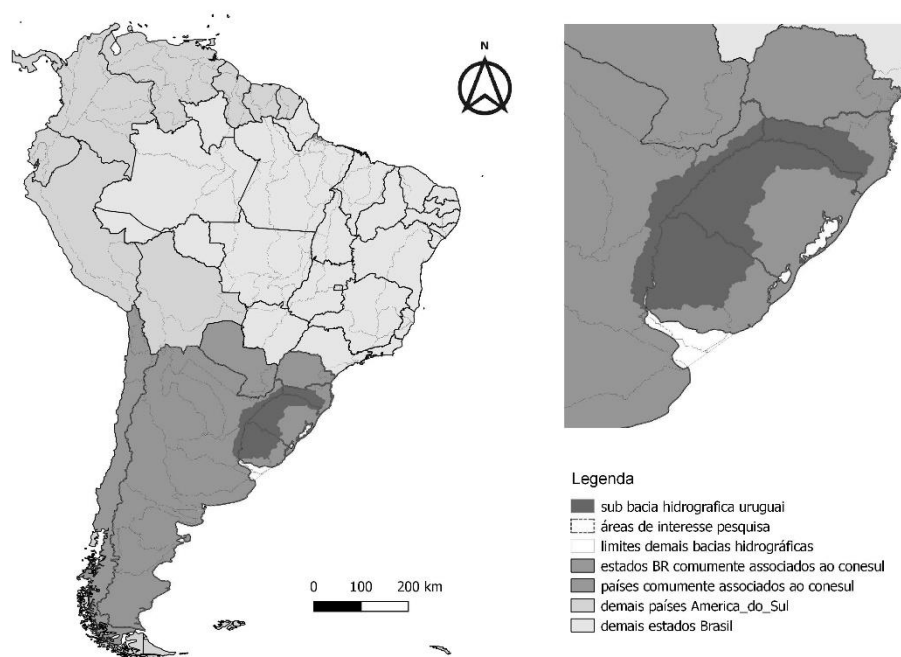 N
0 100 200 km
Legenda
sub bacia hidrografica uruguai
áreas de interesse pesquisa
limites demais bacias hidrográficas
estados BR comumente associados ao conesul
países comumente associados ao conesul
demais países America_do_Sul
demais estados Brasil